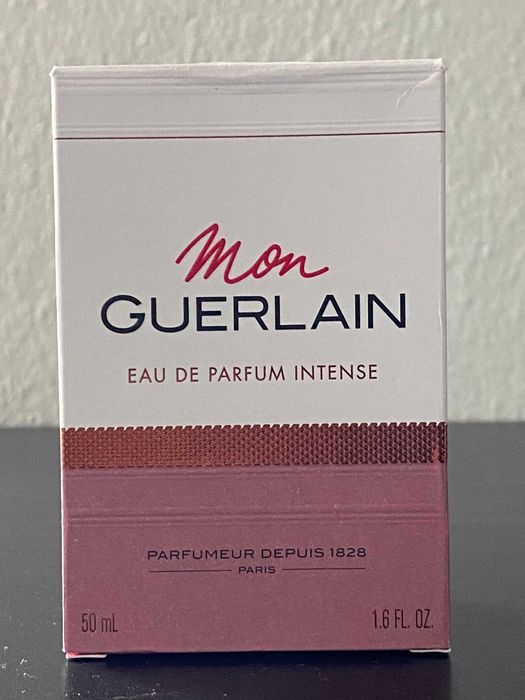 Mon
GUERLAIN
EAU DE PARFUM INTENSE
PARFUMEUR DEPUIS 1828
PARIS
50 mL 1.6 FL. OZ.